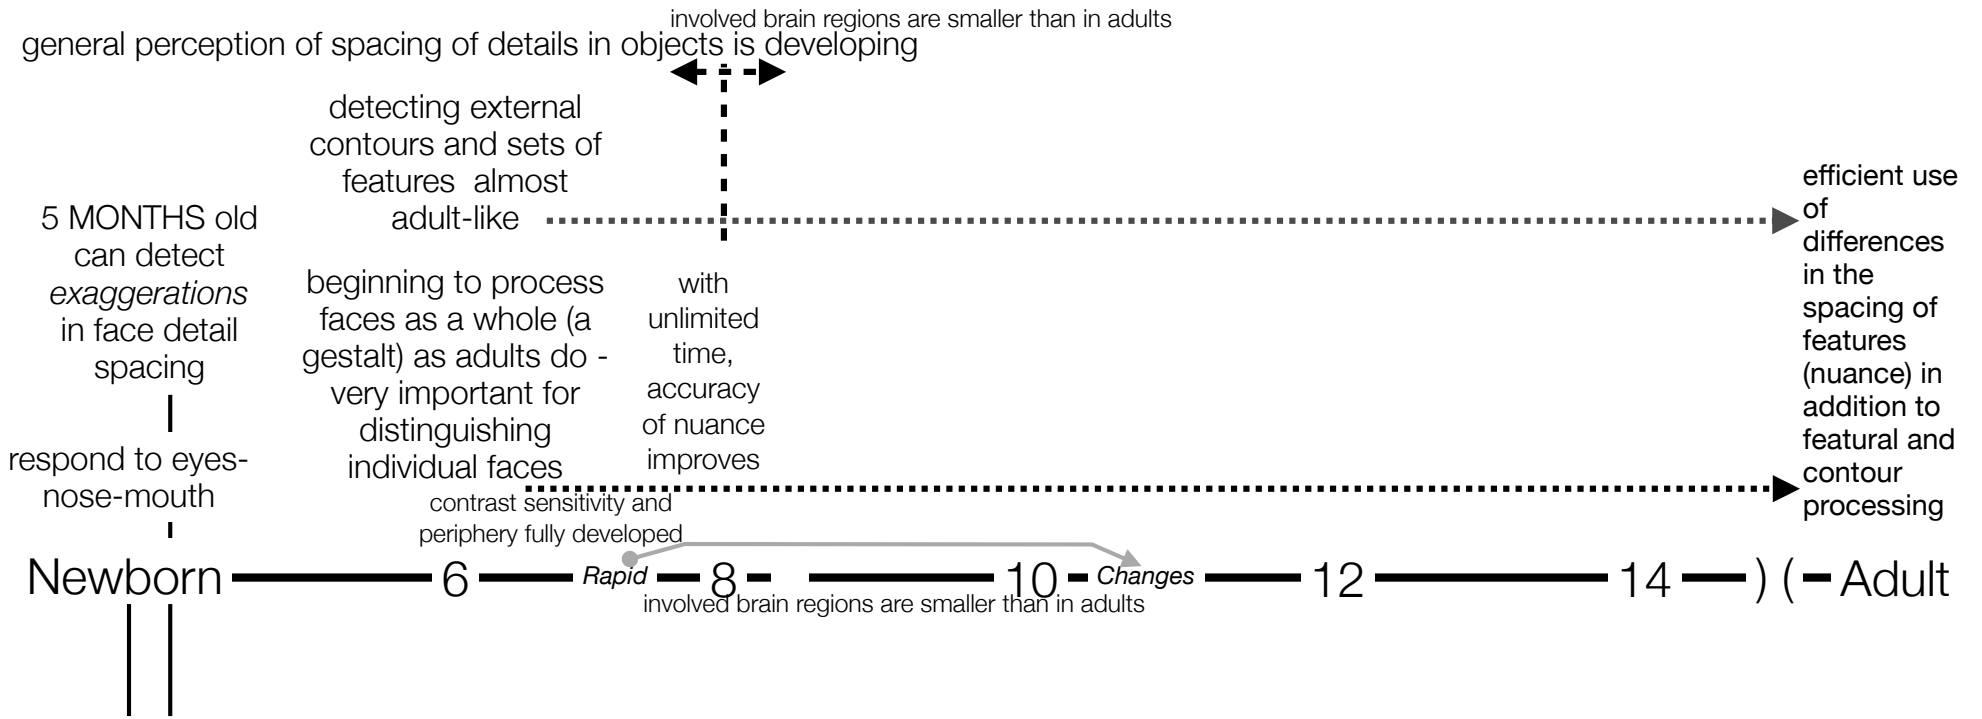 involved brain regions are smaller than in adults
general perception of spacing of details in objects is developing
detecting external
contours and sets of
features almost
adult-like
5 MONTHS old
can detect
exaggerations
in face detail
spacing
respond to eyes-
nose-mouth
beginning to process
faces as a whole (a
gestalt) as adults do -
very important for
distinguishing
individual faces
with
unlimited
time,
accuracy
of nuance
improves
efficient use
of
differences
in the
spacing of
features
(nuance) in
addition to
featural and
contour
processing
contrast sensitivity and
periphery fully developed
Newborn 6 Rapid 8 10 Changes 12 14 ) ( Adult
involved brain regions are smaller than in adults